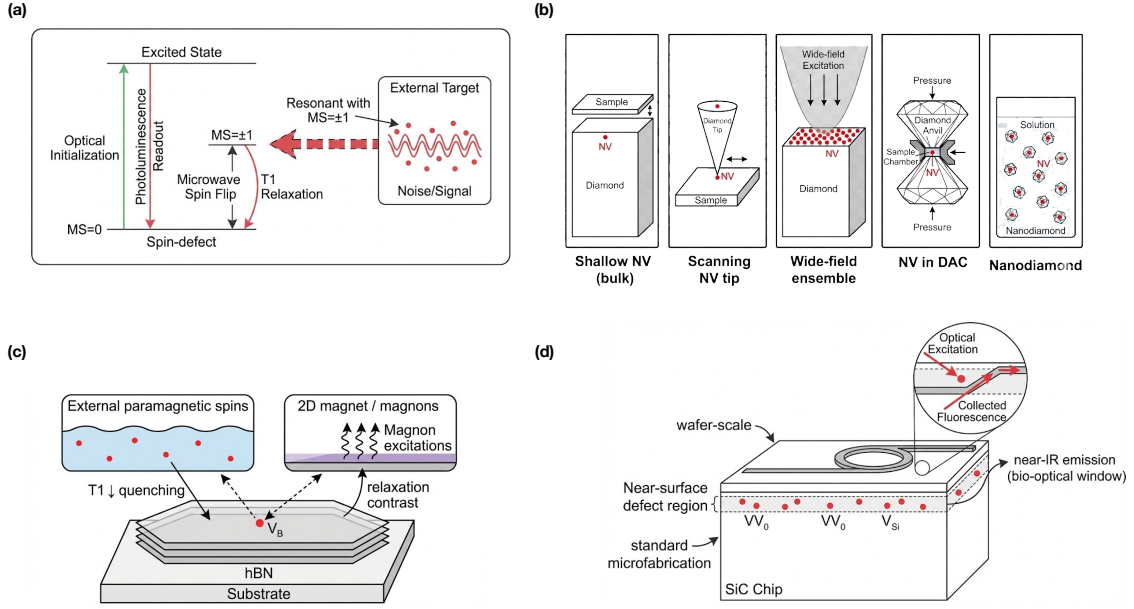 (a)
Excited State
Optical
Initialization
Photoluminescence
Readout
MS=±1
Microwave
Spin Flip
T1
Relaxation
MS=0
Spin-defect
Resonant with
MS=±1
External Target
Noise/Signal
(b)
Sample
NV
Diamond
Shallow NV
(bulk)
Diamond
Tip
NV
Sample
Scanning
NV tip
Wide-field
Excitation
NV
Diamond
Wide-field
ensemble
Pressure
Diamond
Anvil
Sample
Chamber
NV
Pressure
NV in DAC
Solution
NV
Nanodiamond
Nanodiamond
(c)
External paramagnetic spins
2D magnet / magnons
Magnon
excitations
T1↓ quenching
relaxation
contrast
VB
hBN
Substrate
(d)
Optical
Excitation
Collected
Fluorescence
wafer-scale
near-IR emission
(bio-optical window)
Near-surface
defect region
VV0
VV0
VSi
standard
microfabrication
SiC Chip